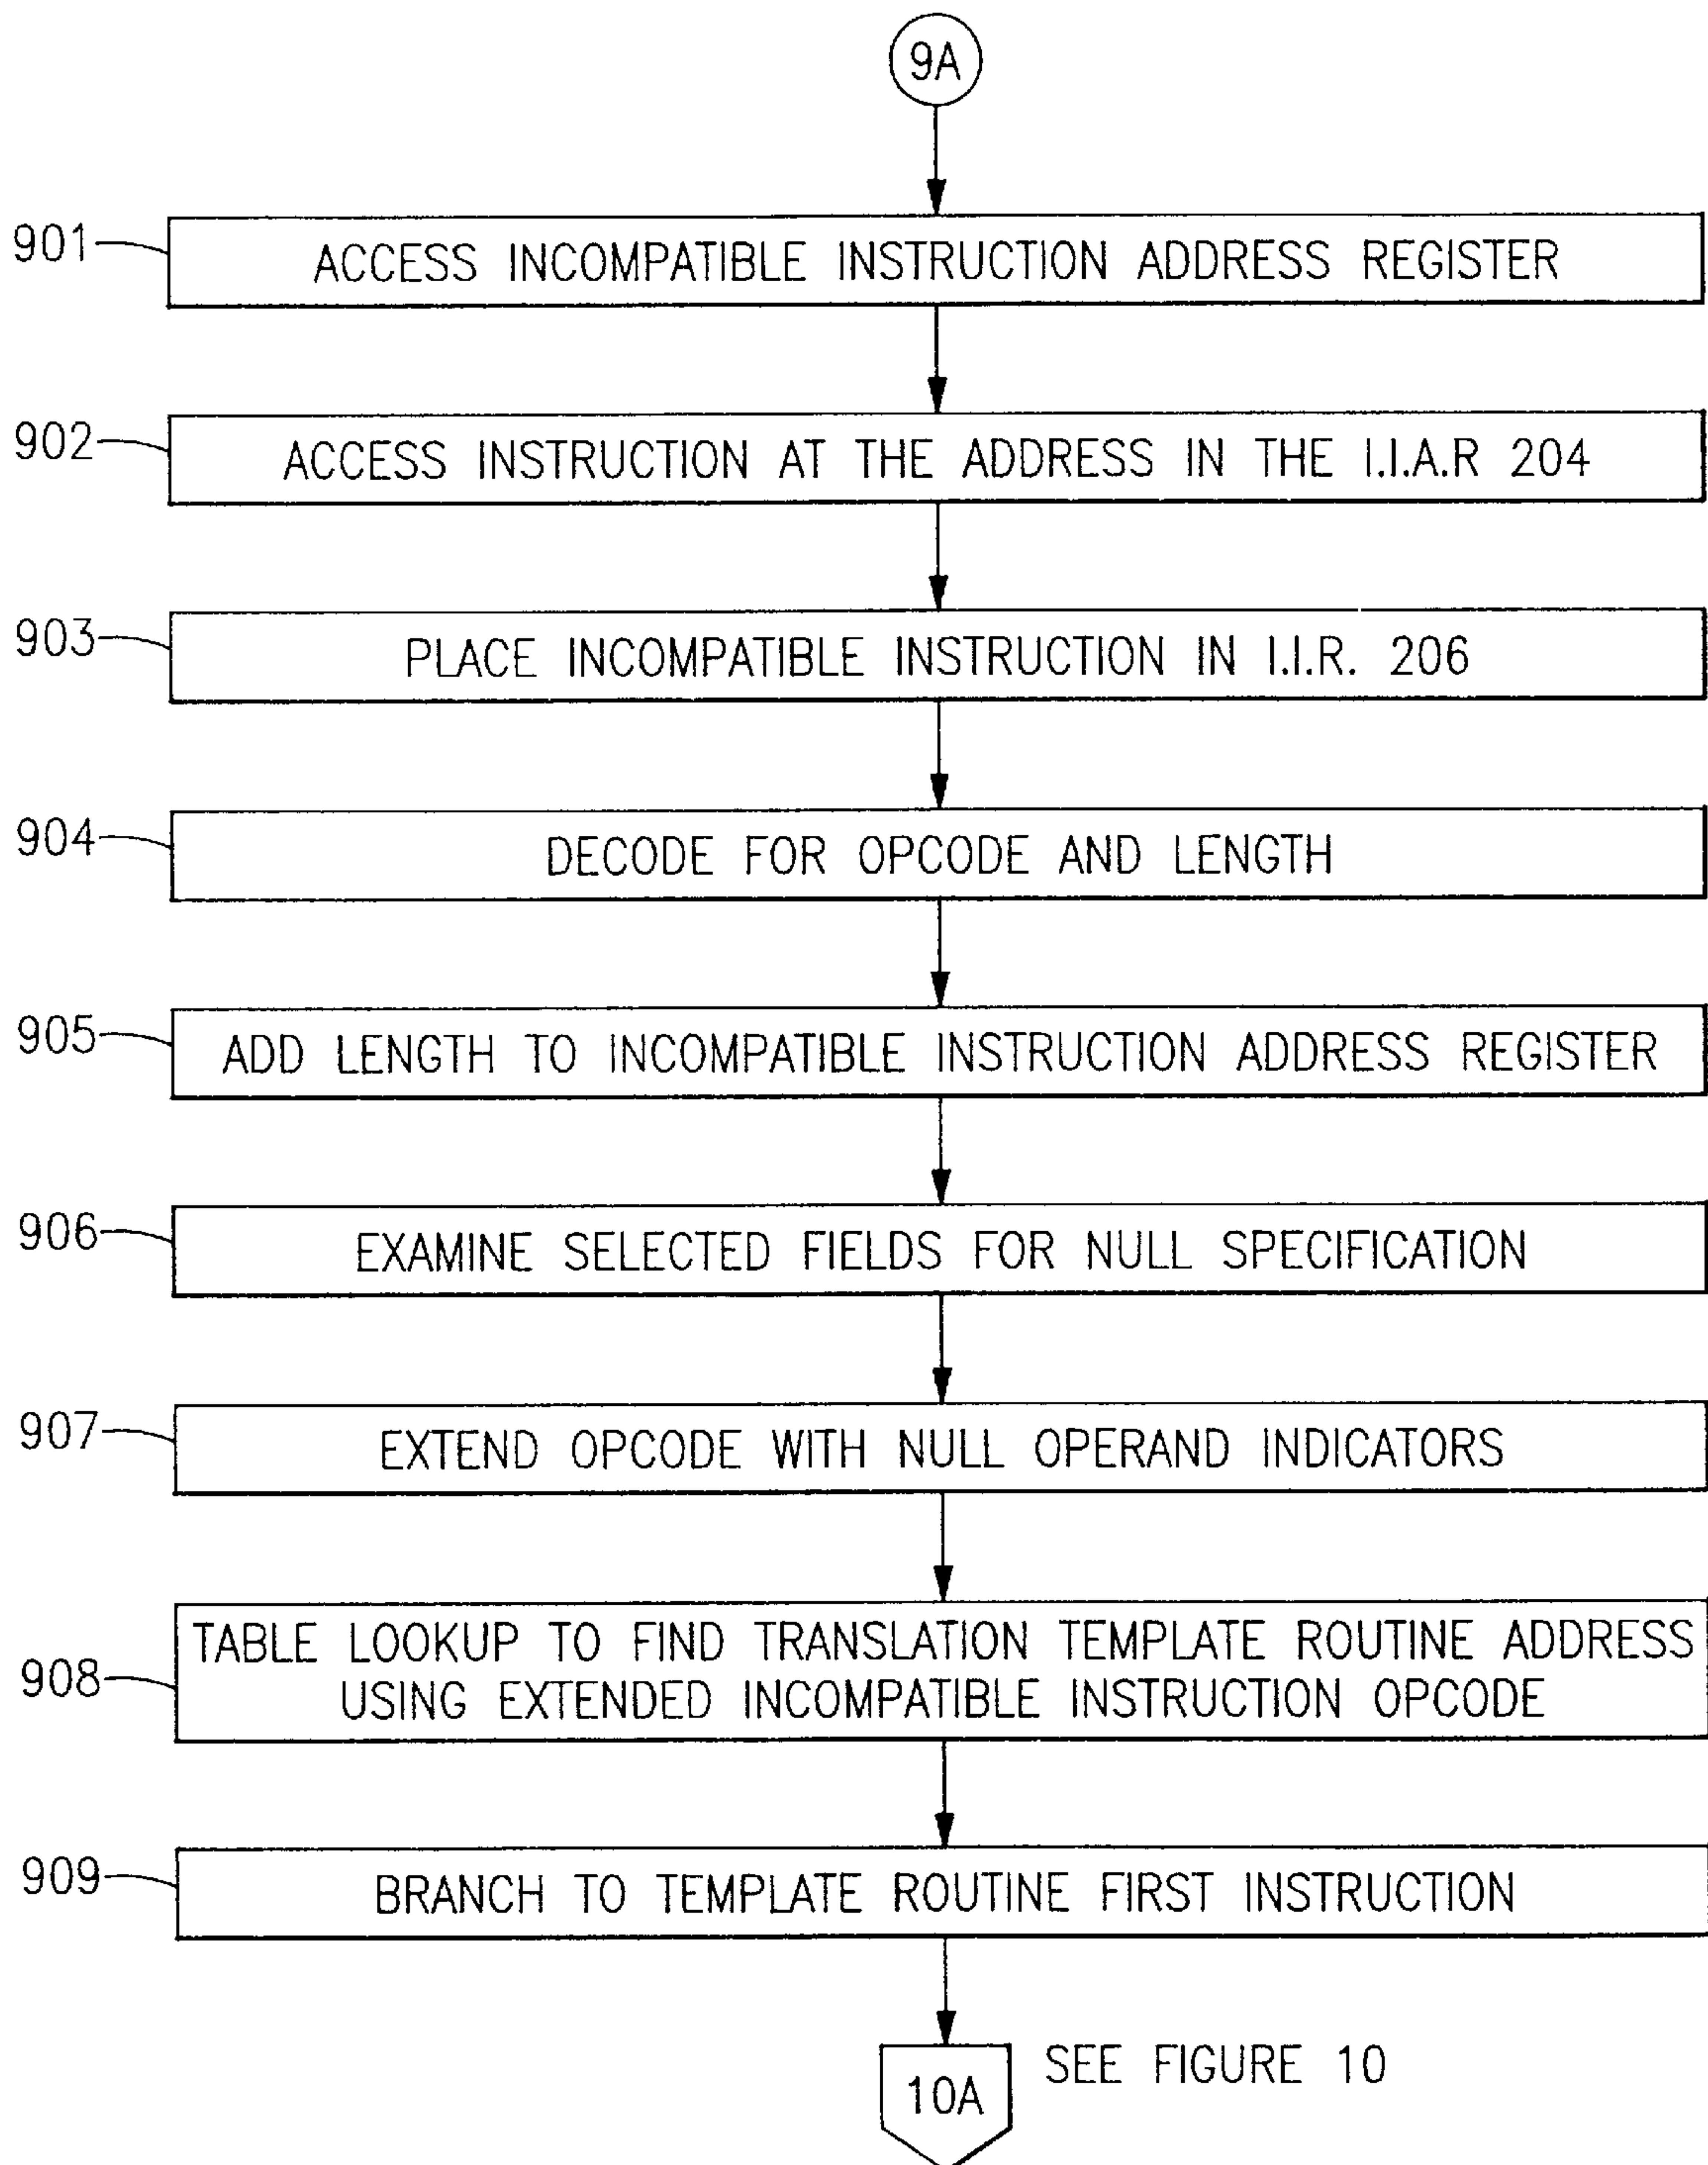 9A
901
ACCESS INCOMPATIBLE INSTRUCTION ADDRESS REGISTER
902
ACCESS INSTRUCTION AT THE ADDRESS IN THE I.I.A.R 204
903
PLACE INCOMPATIBLE INSTRUCTION IN I.I.R. 206
904
DECODE FOR OPCODE AND LENGTH
905
ADD LENGTH TO INCOMPATIBLE INSTRUCTION ADDRESS REGISTER
906
EXAMINE SELECTED FIELDS FOR NULL SPECIFICATION
907
EXTEND OPCODE WITH NULL OPERAND INDICATORS
908
TABLE LOOKUP TO FIND TRANSLATION TEMPLATE ROUTINE ADDRESS
USING EXTENDED INCOMPATIBLE INSTRUCTION OPCODE
909
BRANCH TO TEMPLATE ROUTINE FIRST INSTRUCTION
SEE FIGURE 10
10A